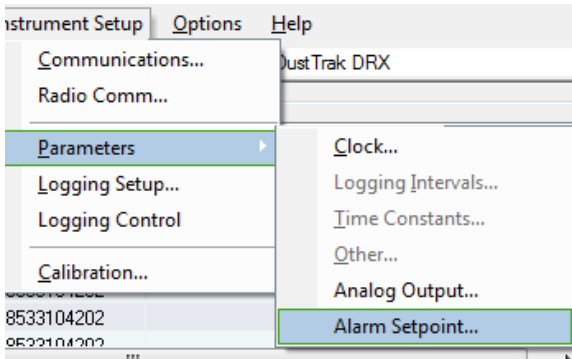 Instrument Setup Options Help
Communications...
DustTrak DRX
Radio Comm...
Parameters
Clock...
Logging Setup...
Logging Intervals...
Logging Control
Time Constants...
Other...
Calibration...
Analog Output...
8533104202
Alarm Setpoint...